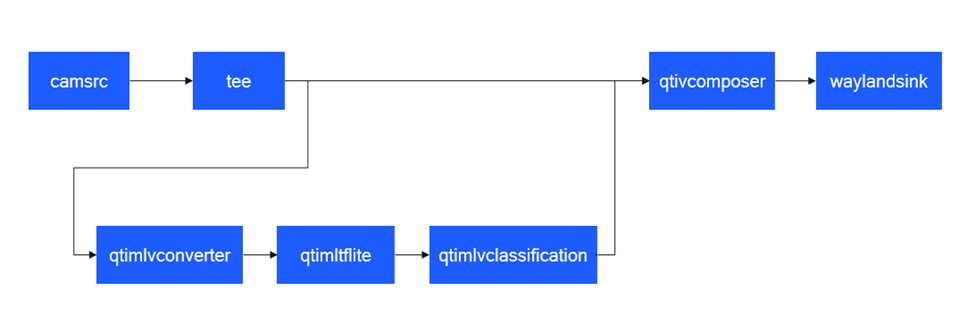 camsrc
tee
qtivcomposer
waylandsink
qtimlvconverter
qtimltflite
qtimlvclassification